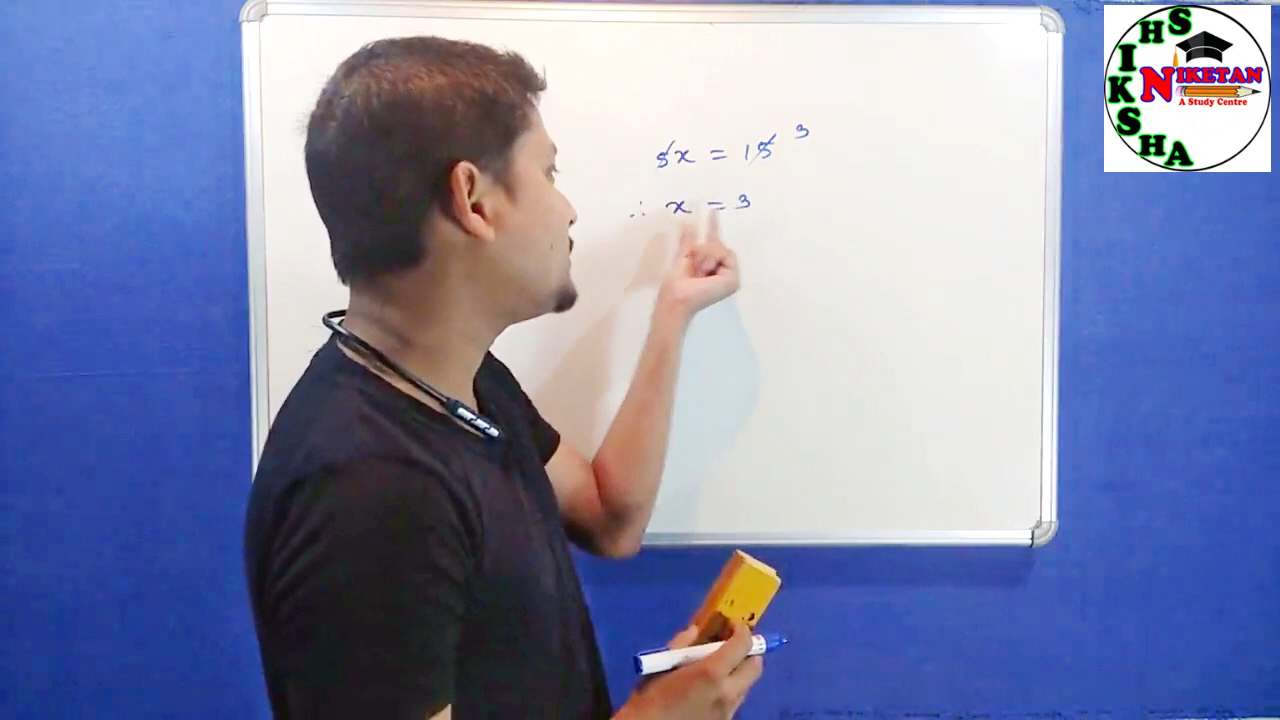 5x = 15 3
∴ x = 3
SHIKSHA
NIKETAN
A Study Centre